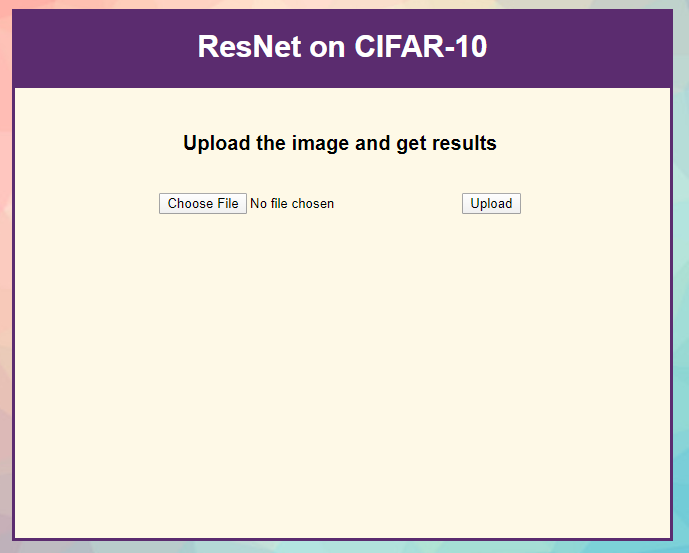 ResNet on CIFAR-10
Upload the image and get results
Choose File No file chosen Upload